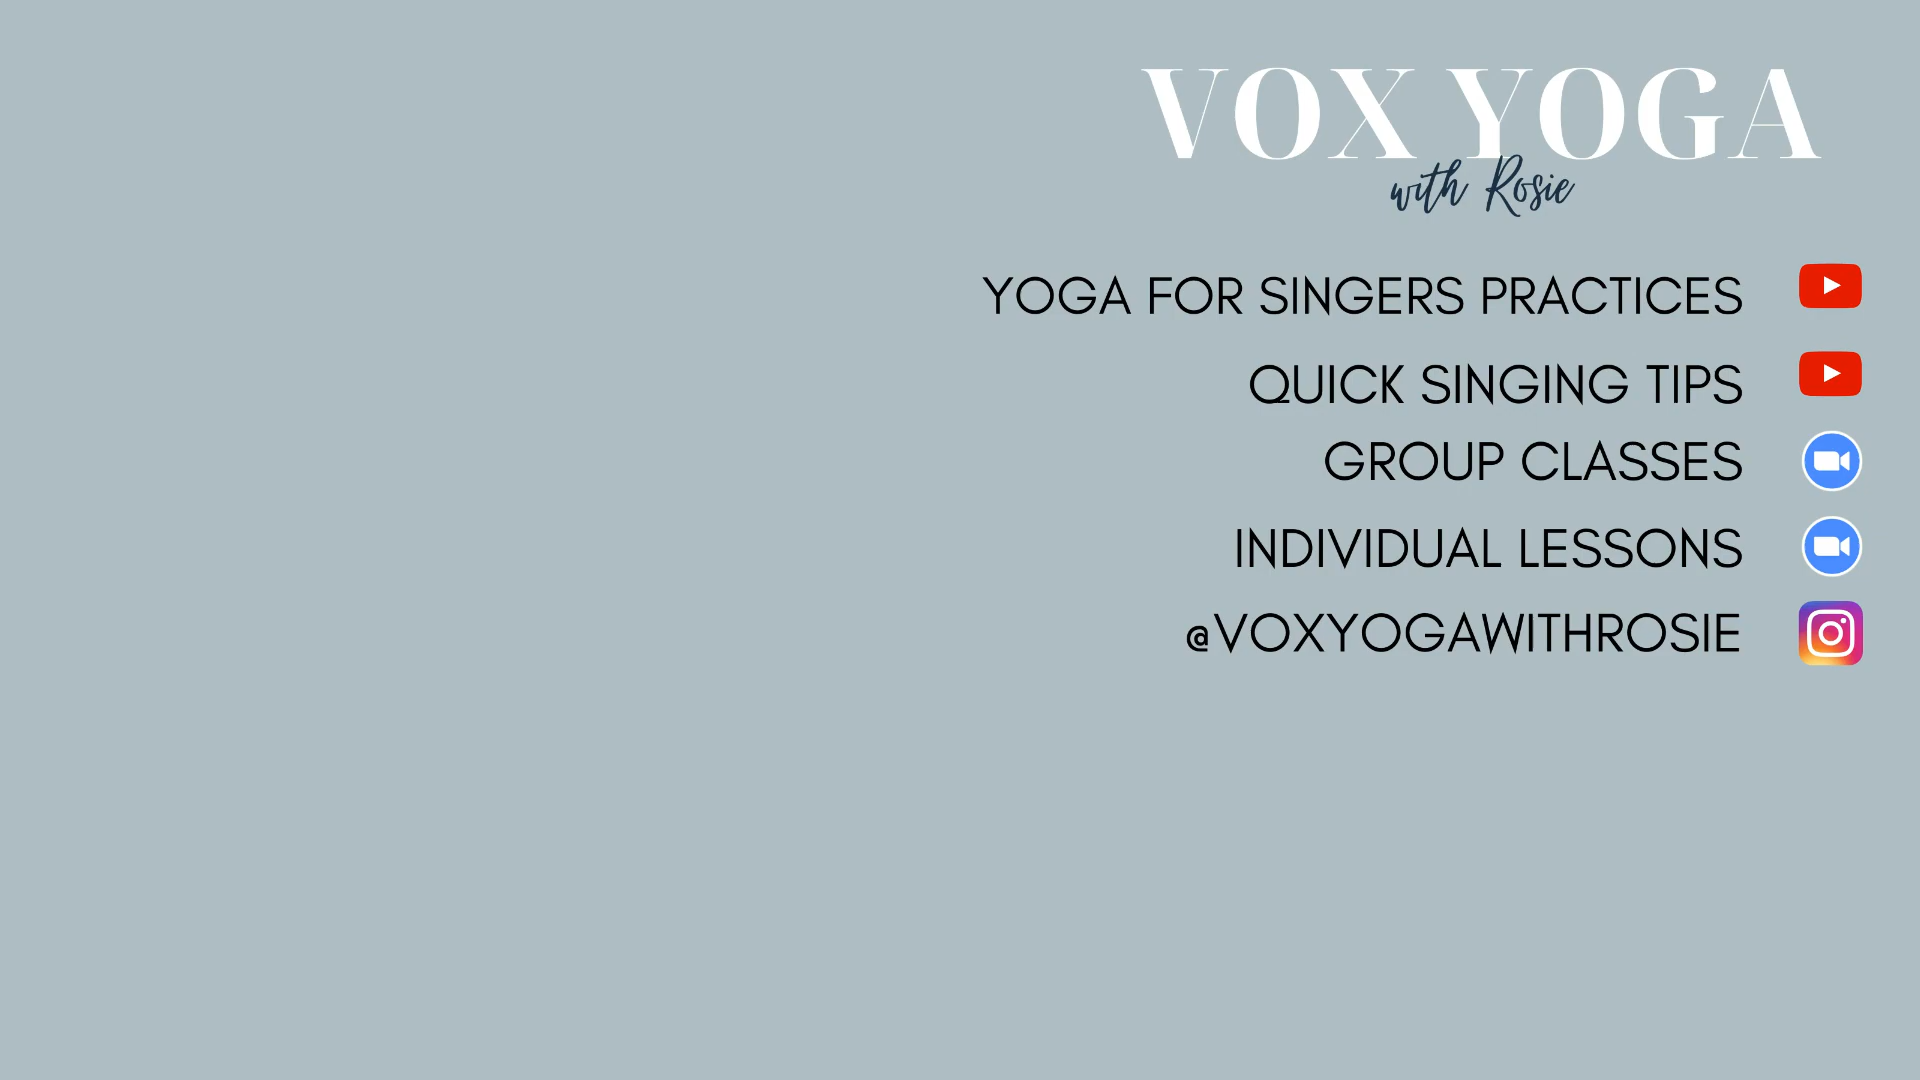 VOX YOGA
with Rosie
YOGA FOR SINGERS PRACTICES
QUICK SINGING TIPS
GROUP CLASSES
INDIVIDUAL LESSONS
@VOXYOGAWITHROSIE